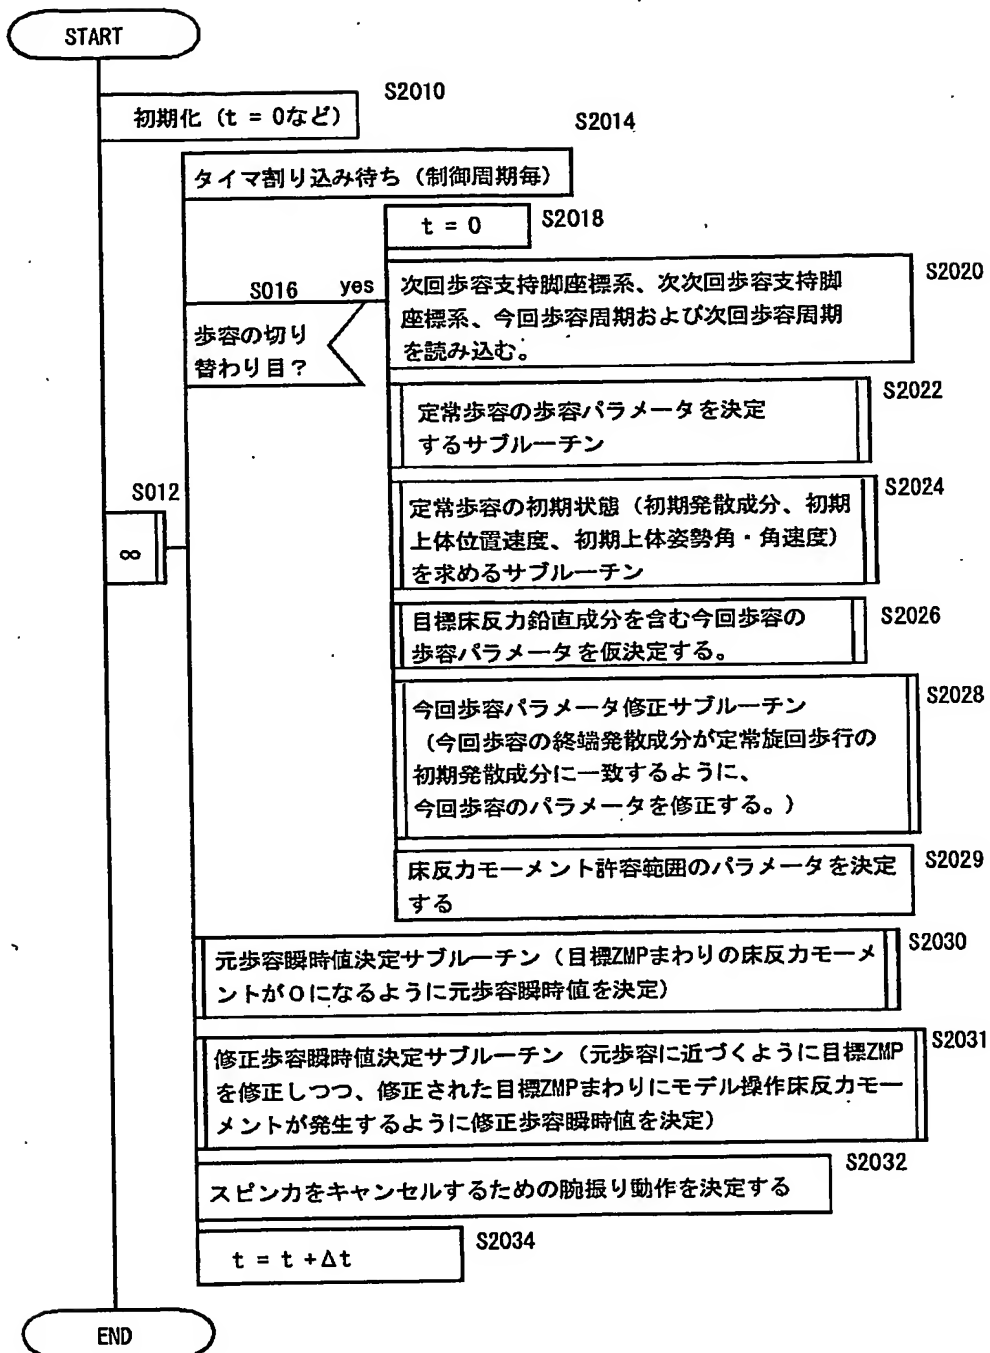 START
S2010
初期化 (t = 0など)
S2014
タイマ割り込み待ち (制御周期毎)
t = 0
S2018
S016
yes
歩容の切り
替わり目?
次回歩容支持脚座標系、次次回歩容支持脚
座標系、今回歩容周期および次回歩容周期
を読み込む。
S2020
定常歩容の歩容パラメータを決定
するサブルーチン
S2022
S012
∞
定常歩容の初期状態 (初期発散成分、初期
上体位置速度、初期上体姿勢角・角速度)
を求めるサブルーチン
S2024
目標床反力鉛直成分を含む今回歩容の
歩容パラメータを仮決定する。
S2026
今回歩容パラメータ修正サブルーチン
(今回歩容の終端発散成分が定常旋回歩行の
初期発散成分に一致するように、
今回歩容のパラメータを修正する。)
S2028
床反力モーメント許容範囲のパラメータを決定
する
S2029
元歩容瞬時値決定サブルーチン (目標ZMPまわりの床反力モーメ
ントが0になるように元歩容瞬時値を決定)
S2030
修正歩容瞬時値決定サブルーチン (元歩容に近づくように目標ZMP
を修正しつつ、修正された目標ZMPまわりにモデル操作床反力モー
メントが発生するように修正歩容瞬時値を決定)
S2031
スピンカをキャンセルするための腕振り動作を決定する
S2032
t = t +Δt
S2034
END